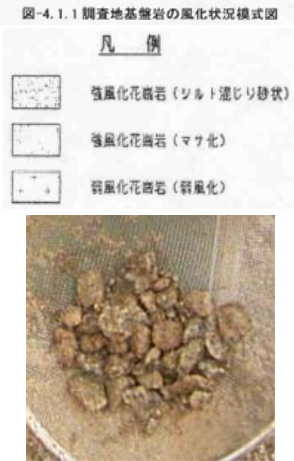 図-4.1.1 調査地基盤岩の風化状況模式図
凡 例
強風化花崗岩(シルト混じり砂状)
強風化花崗岩(マサ化)
弱風化花崗岩(弱風化)